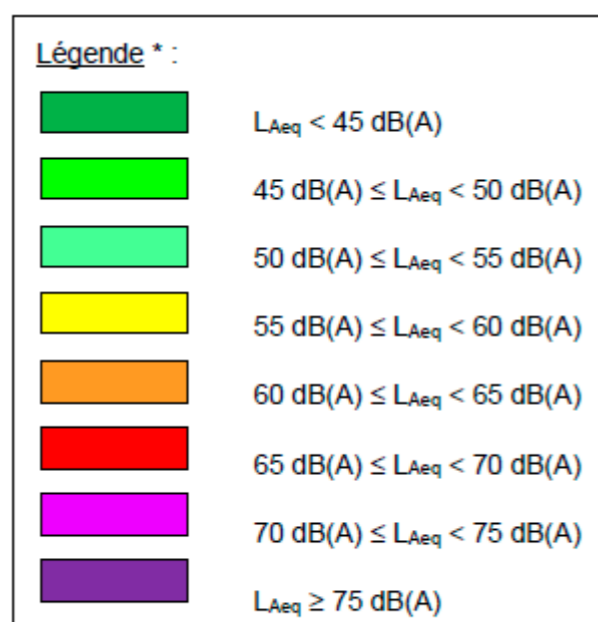 Légende * :
LAeq < 45 dB(A)
45 dB(A) ≤ LAeq < 50 dB(A)
50 dB(A) ≤ LAeq < 55 dB(A)
55 dB(A) ≤ LAeq < 60 dB(A)
60 dB(A) ≤ LAeq < 65 dB(A)
65 dB(A) ≤ LAeq < 70 dB(A)
70 dB(A) ≤ LAeq < 75 dB(A)
LAeq ≥ 75 dB(A)